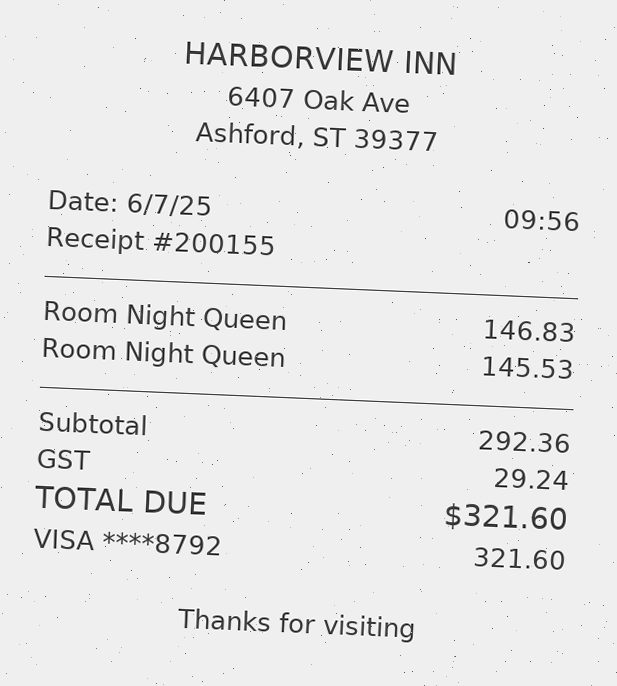 HARBORVIEW INN
6407 Oak Ave
Ashford, ST 39377
Date: 6/7/25 09:56
Receipt #200155
Room Night Queen 146.83
Room Night Queen 145.53
Subtotal 292.36
GST 29.24
TOTAL DUE $321.60
VISA ****8792 321.60
Thanks for visiting